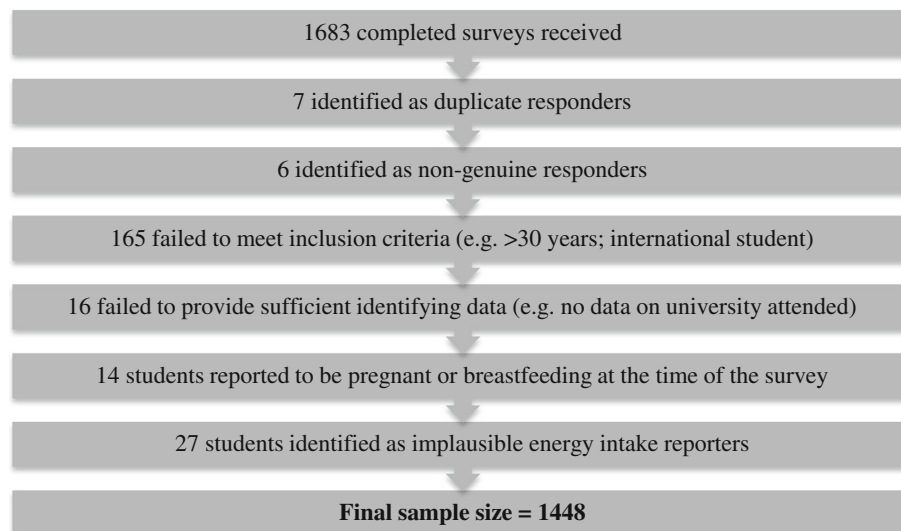 1683 completed surveys received
7 identified as duplicate responders
6 identified as non-genuine responders
165 failed to meet inclusion criteria (e.g. >30 years; international student)
16 failed to provide sufficient identifying data (e.g. no data on university attended)
14 students reported to be pregnant or breastfeeding at the time of the survey
27 students identified as implausible energy intake reporters
Final sample size = 1448